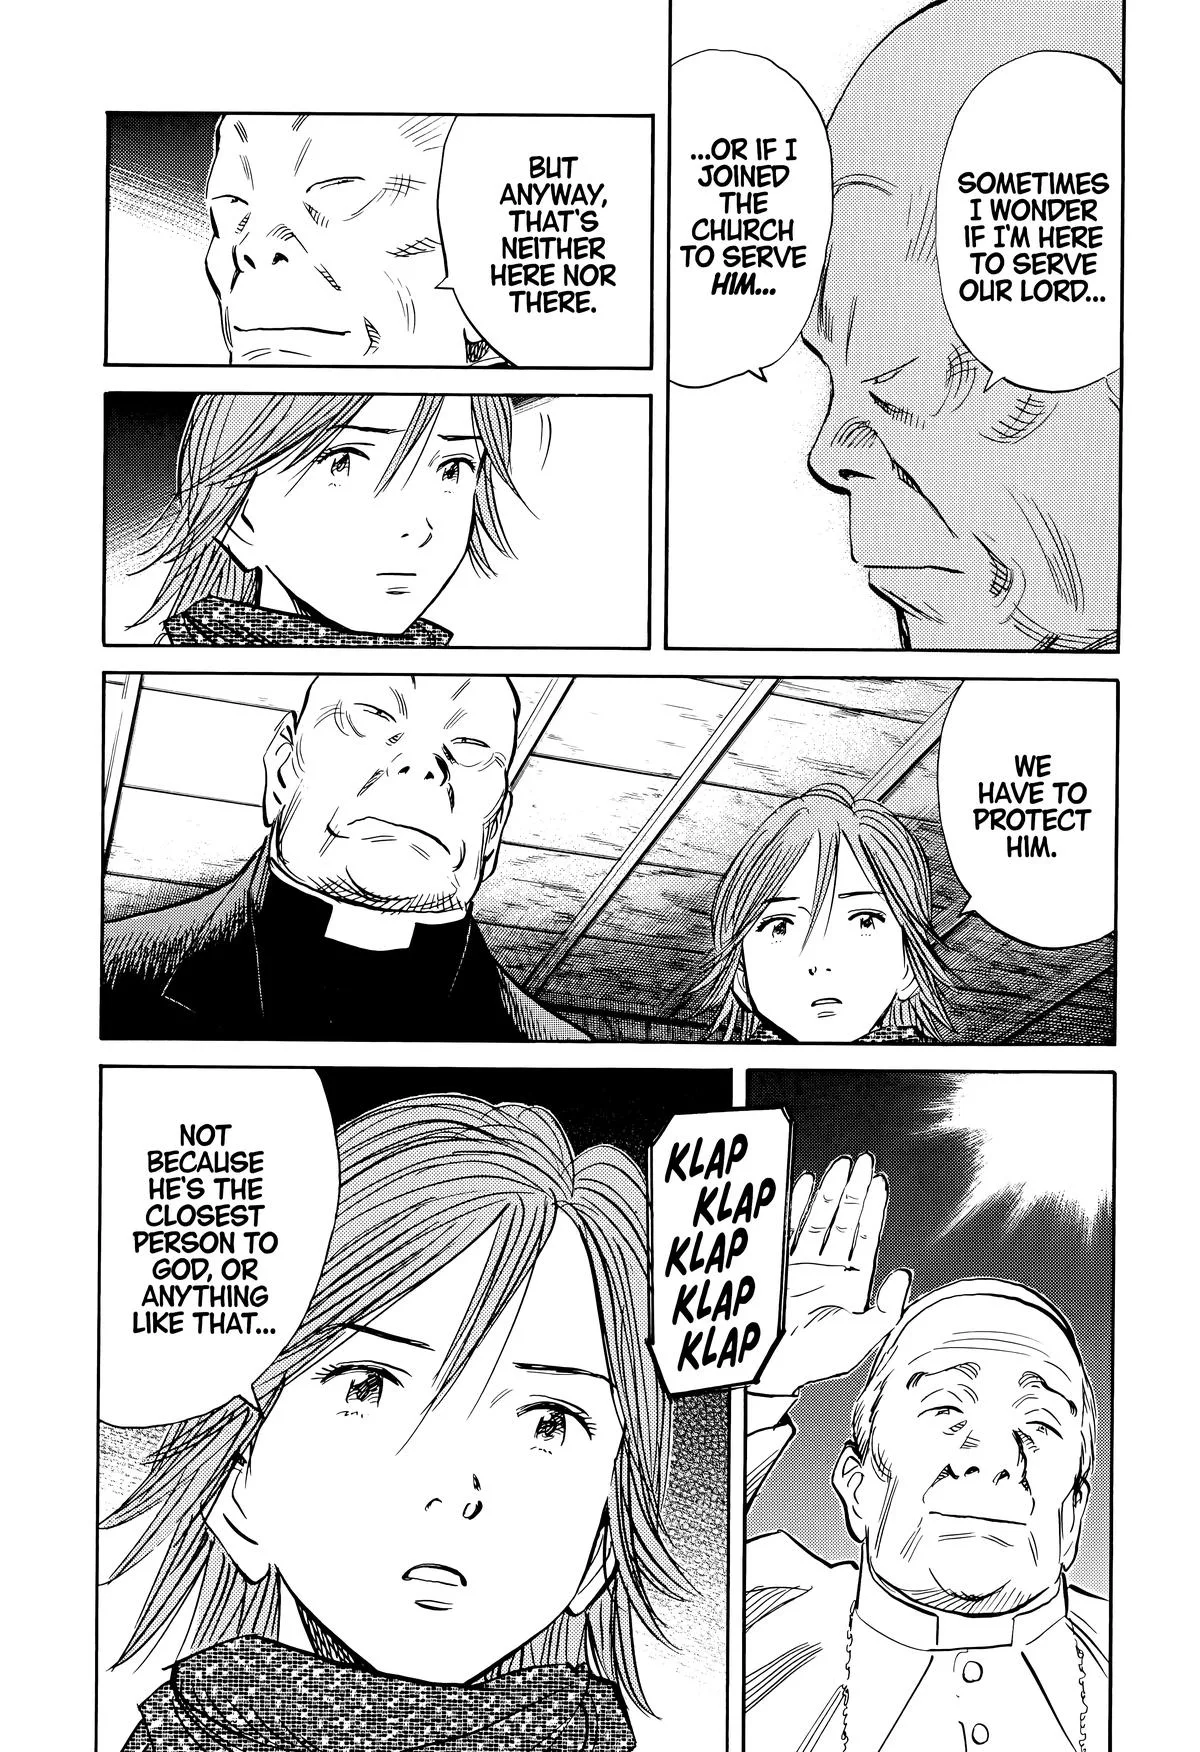 SOMETIMES
I WONDER
IF I'M HERE
TO SERVE
OUR LORD...
...OR IF I
JOINED
THE
CHURCH
TO SERVE
HIM...
BUT
ANYWAY,
THAT'S
NEITHER
HERE NOR
THERE.
WE
HAVE TO
PROTECT
HIM.
KLAP
KLAP
KLAP
KLAP
KLAP
NOT
BECAUSE
HE'S THE
CLOSEST
PERSON TO
GOD, OR
ANYTHING
LIKE THAT...